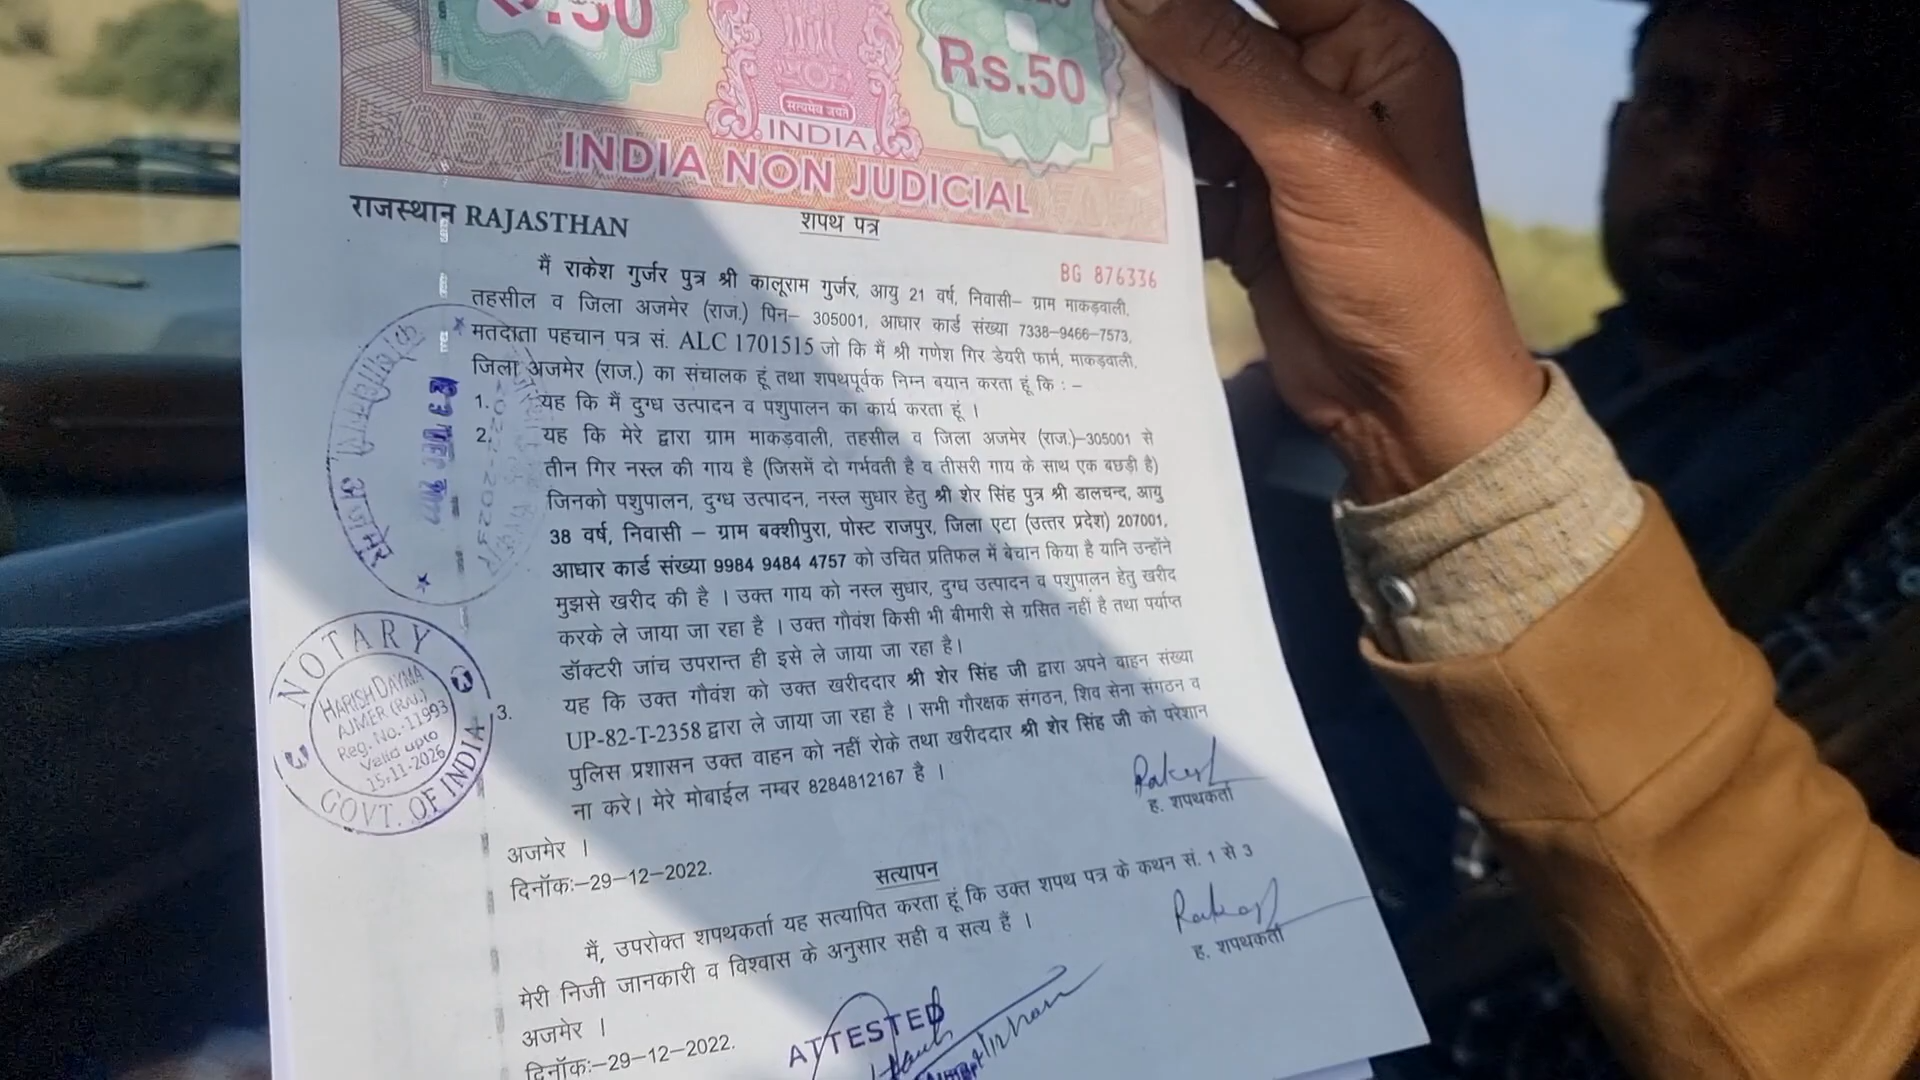 Rs.50
सत्यमेव जयते
INDIA
INDIA NON JUDICIAL
राजस्थान RAJASTHAN
शपथ पत्र
BG 876336
मैं राकेश गुर्जर पुत्र श्री कालूराम गुर्जर, आयु 21 वर्ष, निवासी– ग्राम माकड़वाली,
तहसील व जिला अजमेर (राज.) पिन– 305001, आधार कार्ड संख्या 7338–9466–7573,
मतदाता पहचान पत्र सं. ALC 1701515 जो कि मैं श्री गणेश गिर डेयरी फार्म, माकड़वाली,
जिला अजमेर (राज.) का संचालक हूं तथा शपथपूर्वक निम्न बयान करता हूं कि : –
1. यह कि मैं दुग्ध उत्पादन व पशुपालन का कार्य करता हूं ।
2. यह कि मेरे द्वारा ग्राम माकड़वाली, तहसील व जिला अजमेर (राज.)–305001 से
तीन गिर नस्ल की गाय है (जिसमें दो गर्भवती है व तीसरी गाय के साथ एक बछड़ी है)
जिनको पशुपालन, दुग्ध उत्पादन, नस्ल सुधार हेतु श्री शेर सिंह पुत्र श्री डालचन्द, आयु
38 वर्ष, निवासी – ग्राम बक्शीपुरा, पोस्ट राजपुर, जिला एटा (उत्तर प्रदेश) 207001,
आधार कार्ड संख्या 9984 9484 4757 को उचित प्रतिफल में बेचान किया है यानि उन्होंने
मुझसे खरीद की है । उक्त गाय को नस्ल सुधार, दुग्ध उत्पादन व पशुपालन हेतु खरीद
करके ले जाया जा रहा है । उक्त गौवंश किसी भी बीमारी से ग्रसित नहीं है तथा पर्याप्त
डॉक्टरी जांच उपरान्त ही इसे ले जाया जा रहा है।
3. यह कि उक्त गौवंश को उक्त खरीददार श्री शेर सिंह जी द्वारा अपने वाहन संख्या
UP-82-T-2358 द्वारा ले जाया जा रहा है । सभी गौरक्षक संगठन, शिव सेना संगठन व
पुलिस प्रशासन उक्त वाहन को नहीं रोके तथा खरीददार श्री शेर सिंह जी को परेशान
ना करे। मेरे मोबाईल नम्बर 8284812167 है ।
Rakesh
ह. शपथकर्ता
NOTARY
HARISH DAYMA
AJMER (RAJ.)
Reg. No.-11993
Valid upto
15-11-2026
GOVT. OF INDIA
अजमेर ।
दिनॉक:–29–12–2022.
सत्यापन
मैं, उपरोक्त शपथकर्ता यह सत्यापित करता हूं कि उक्त शपथ पत्र के कथन सं. 1 से 3
मेरी निजी जानकारी व विश्वास के अनुसार सही व सत्य हैं ।
Rakesh
ह. शपथकर्ता
अजमेर ।
दिनॉक:–29–12–2022.
ATTESTED